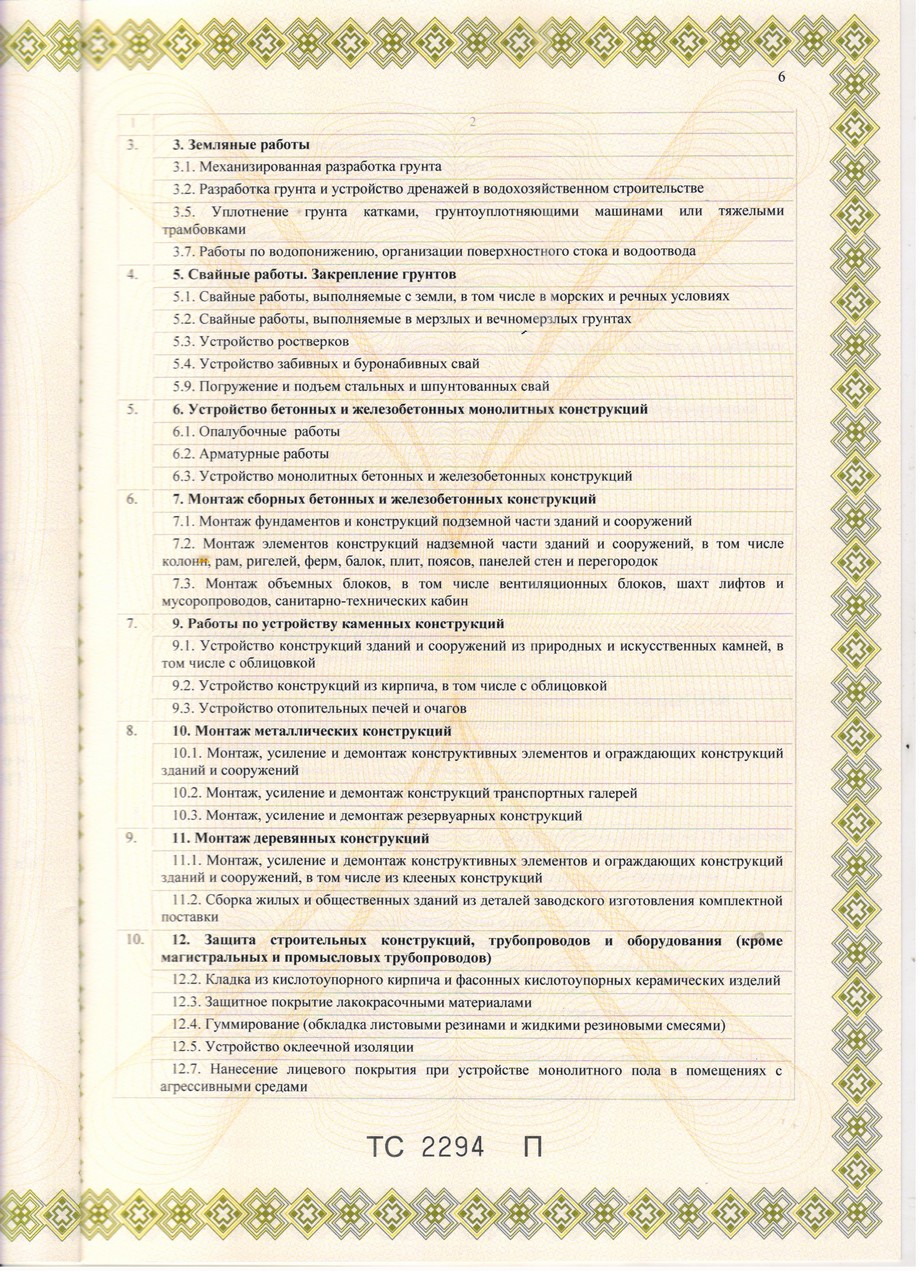 6
1 2
3. 3. Земляные работы
3.1. Механизированная разработка грунта
3.2. Разработка грунта и устройство дренажей в водохозяйственном строительстве
3.5. Уплотнение грунта катками, грунтоуплотняющими машинами или тяжелыми
трамбовками
3.7. Работы по водопонижению, организации поверхностного стока и водоотвода
4. 5. Свайные работы. Закрепление грунтов
5.1. Свайные работы, выполняемые с земли, в том числе в морских и речных условиях
5.2. Свайные работы, выполняемые в мерзлых и вечномерзлых грунтах
5.3. Устройство ростверков
5.4. Устройство забивных и буронабивных свай
5.9. Погружение и подъем стальных и шпунтованных свай
5. 6. Устройство бетонных и железобетонных монолитных конструкций
6.1. Опалубочные работы
6.2. Арматурные работы
6.3. Устройство монолитных бетонных и железобетонных конструкций
6. 7. Монтаж сборных бетонных и железобетонных конструкций
7.1. Монтаж фундаментов и конструкций подземной части зданий и сооружений
7.2. Монтаж элементов конструкций надземной части зданий и сооружений, в том числе
колонн, рам, ригелей, ферм, балок, плит, поясов, панелей стен и перегородок
7.3. Монтаж объемных блоков, в том числе вентиляционных блоков, шахт лифтов и
мусоропроводов, санитарно-технических кабин
7. 9. Работы по устройству каменных конструкций
9.1. Устройство конструкций зданий и сооружений из природных и искусственных камней, в
том числе с облицовкой
9.2. Устройство конструкций из кирпича, в том числе с облицовкой
9.3. Устройство отопительных печей и очагов
8. 10. Монтаж металлических конструкций
10.1. Монтаж, усиление и демонтаж конструктивных элементов и ограждающих конструкций
зданий и сооружений
10.2. Монтаж, усиление и демонтаж конструкций транспортных галерей
10.3. Монтаж, усиление и демонтаж резервуарных конструкций
9. 11. Монтаж деревянных конструкций
11.1. Монтаж, усиление и демонтаж конструктивных элементов и ограждающих конструкций
зданий и сооружений, в том числе из клееных конструкций
11.2. Сборка жилых и общественных зданий из деталей заводского изготовления комплектной
поставки
10. 12. Защита строительных конструкций, трубопроводов и оборудования (кроме
магистральных и промысловых трубопроводов)
12.2. Кладка из кислотоупорного кирпича и фасонных кислотоупорных керамических изделий
12.3. Защитное покрытие лакокрасочными материалами
12.4. Гуммирование (обкладка листовыми резинами и жидкими резиновыми смесями)
12.5. Устройство оклеечной изоляции
12.7. Нанесение лицевого покрытия при устройстве монолитного пола в помещениях с
агрессивными средами
ТС 2294 П